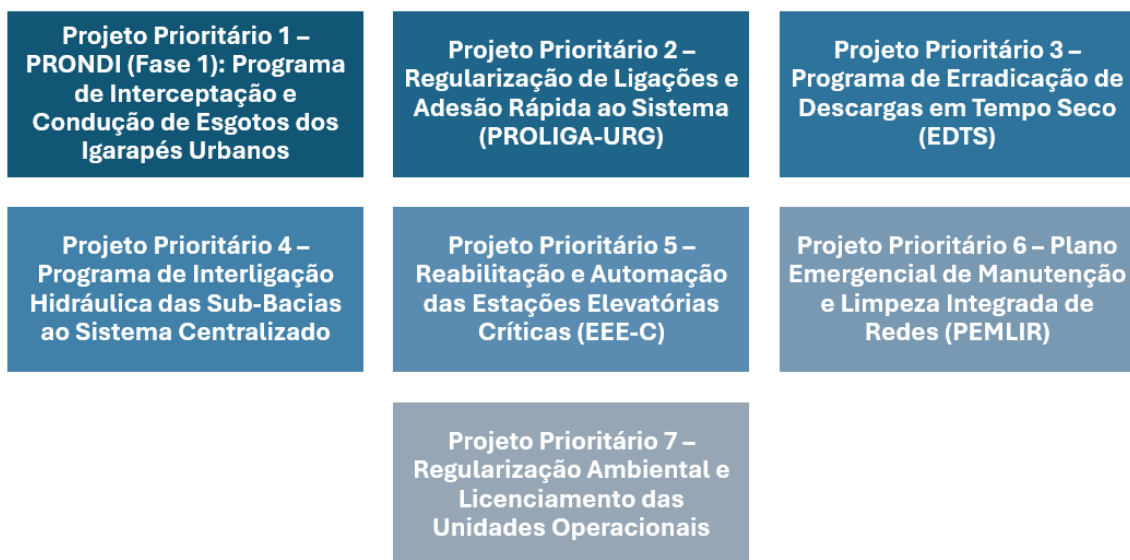 Projeto Prioritário 1 –
PRONDI (Fase 1): Programa
de Interceptação e
Condução de Esgotos dos
Igarapés Urbanos
Projeto Prioritário 2 –
Regularização de Ligações e
Adesão Rápida ao Sistema
(PROLIGA-URG)
Projeto Prioritário 3 –
Programa de Erradicação de
Descargas em Tempo Seco
(EDTS)
Projeto Prioritário 4 –
Programa de Interligação
Hidráulica das Sub-Bacias
ao Sistema Centralizado
Projeto Prioritário 5 –
Reabilitação e Automação
das Estações Elevatórias
Críticas (EEE-C)
Projeto Prioritário 6 – Plano
Emergencial de Manutenção
e Limpeza Integrada de
Redes (PEMLIR)
Projeto Prioritário 7 –
Regularização Ambiental e
Licenciamento das
Unidades Operacionais